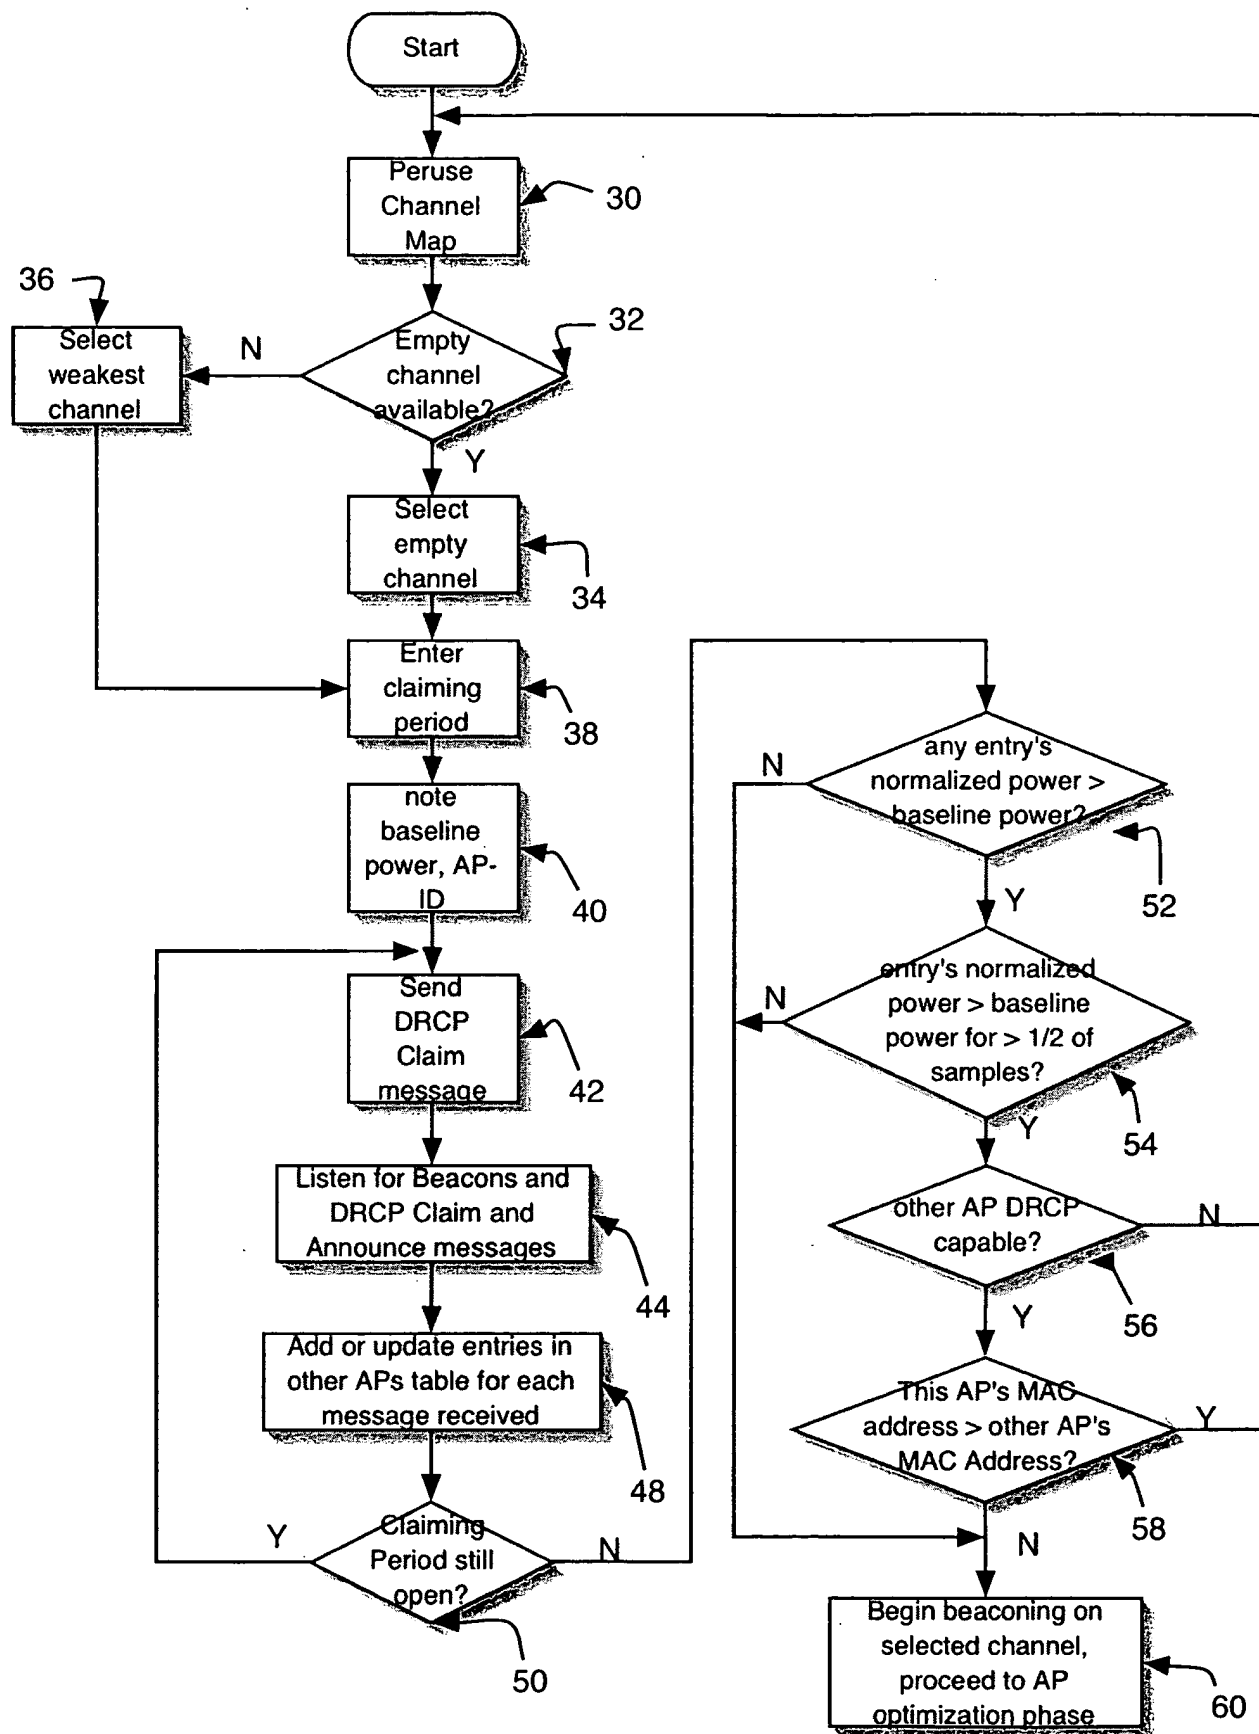 Start
Peruse
Channel
Map
30
36
32
Select
weakest
channel
N
Empty
channel
available?
Y
Select
empty
channel
34
Enter
claiming
period
38
note
baseline
power, AP-
ID
40
Send
DRCP
Claim
message
42
Listen for Beacons and
DRCP Claim and
Announce messages
44
Add or update entries in
other APs table for each
message received
48
Y
Claiming
Period still
open?
N
50
N
any entry's
normalized power >
baseline power?
52
Y
N
entry's normalized
power > baseline
power for > 1/2 of
samples?
54
Y
other AP DRCP
capable?
N
56
Y
This AP's MAC
address > other AP's
MAC Address?
Y
58
N
Begin beaconing on
selected channel,
proceed to AP
optimization phase
60